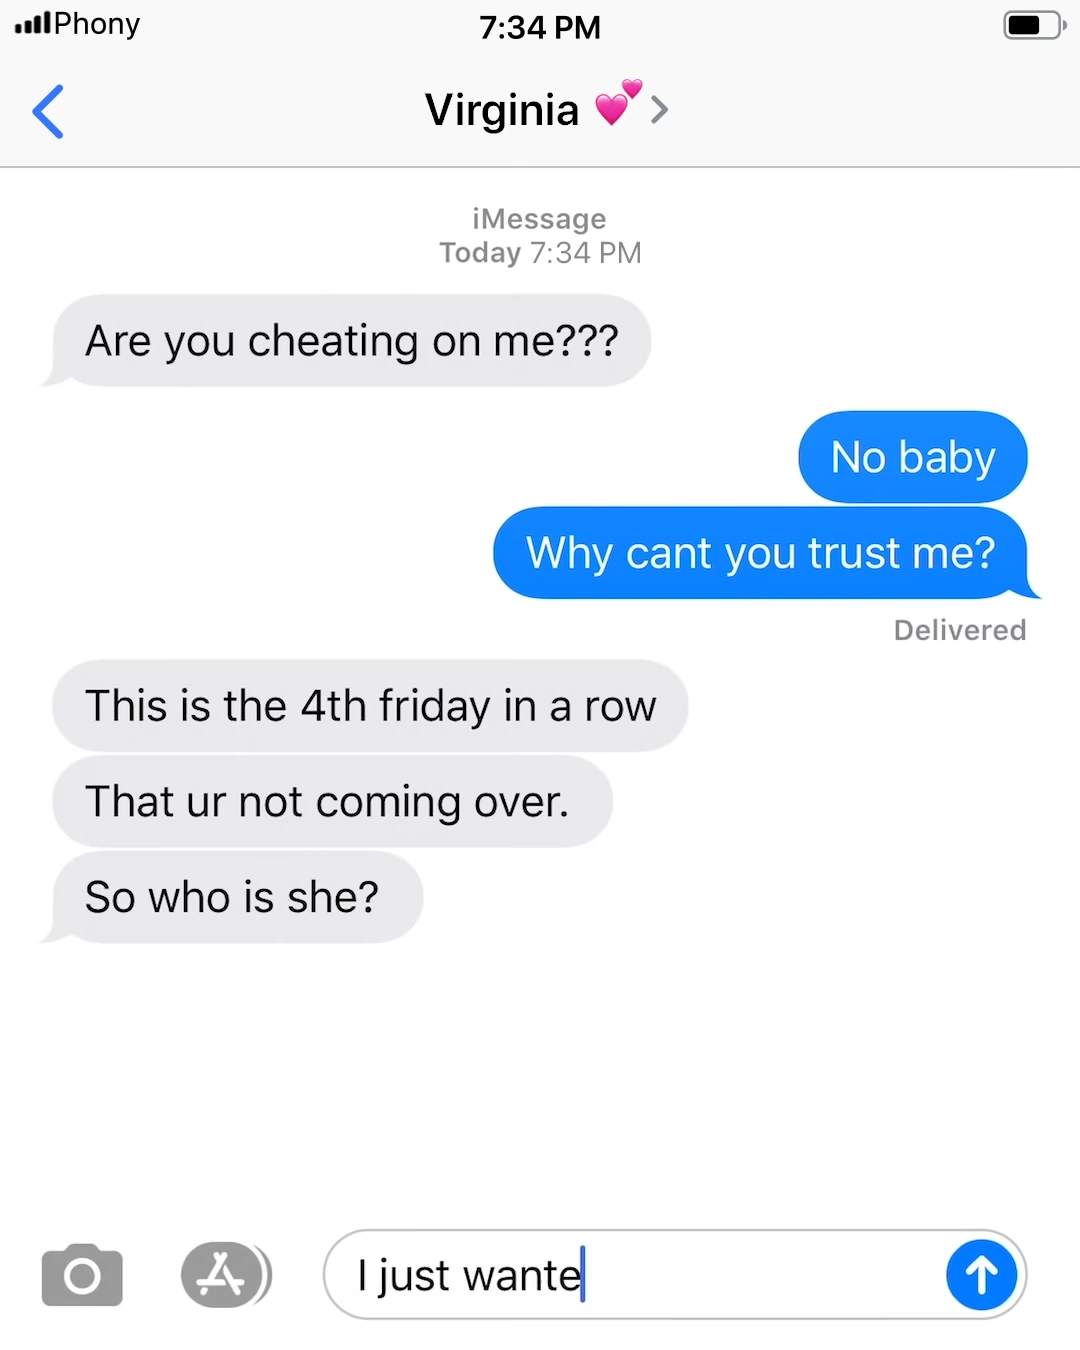 Phony 7:34 PM
Virginia 💕
iMessage
Today 7:34 PM
Are you cheating on me???
No baby
Why cant you trust me?
Delivered
This is the 4th friday in a row
That ur not coming over.
So who is she?
I just wante